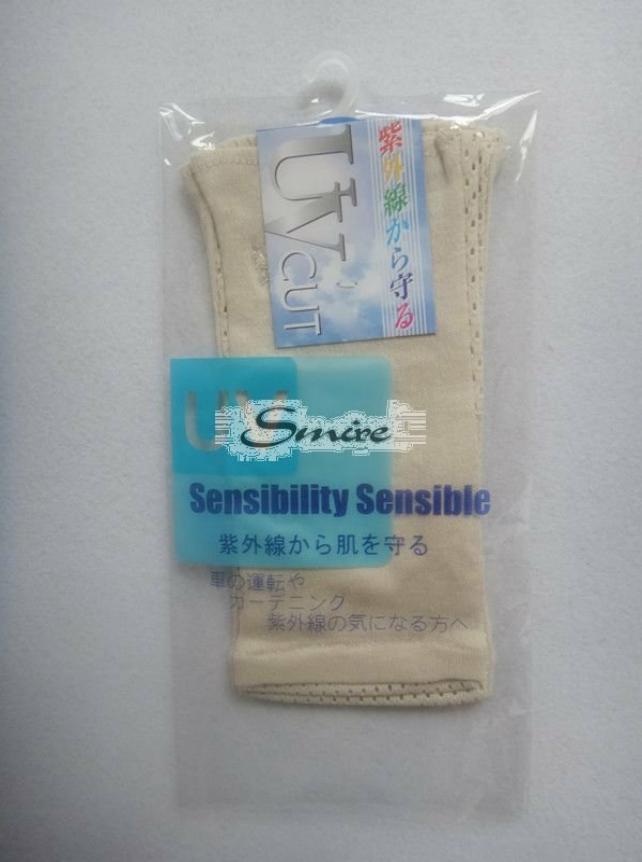 紫外線から守る
UV
CUT
UV
Smire
Sensibility Sensible
紫外線から肌を守る
車の運転や
ガーデニング
紫外線の気になる方へ